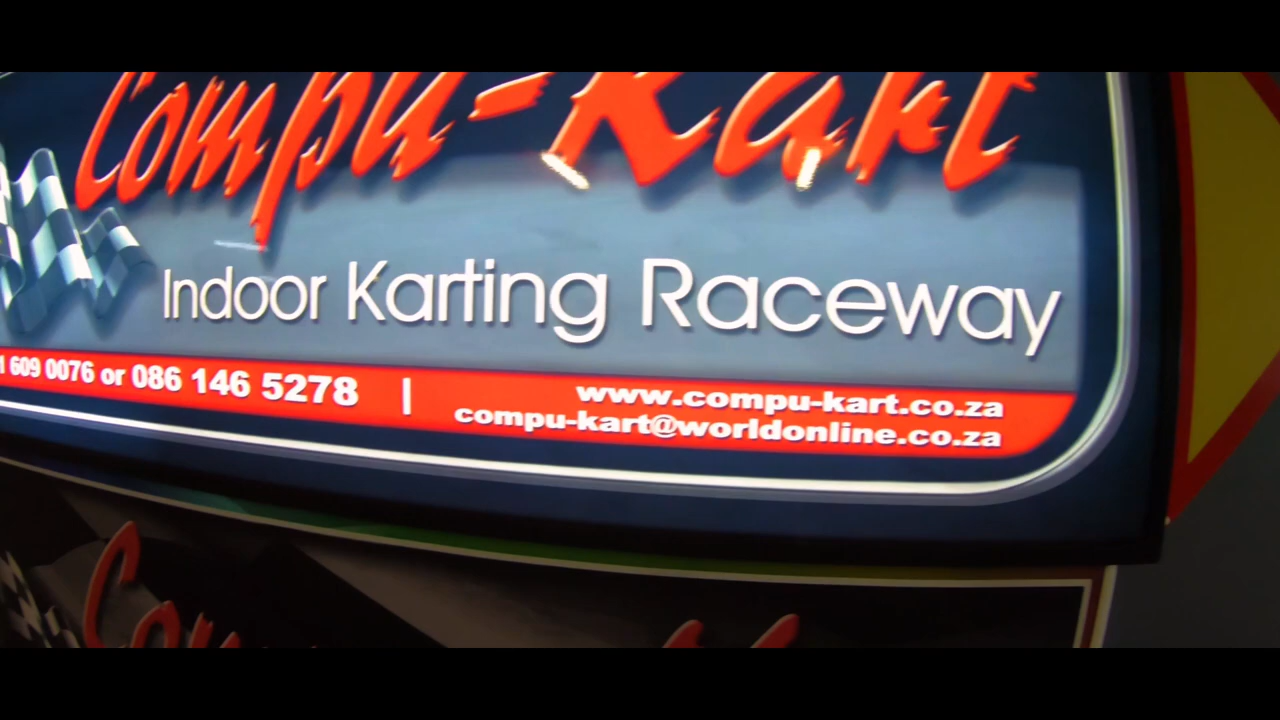 Compu-Kart
Indoor Karting Raceway
609 0076 or 086 146 5278 |
www.compu-kart.co.za
compu-kart@worldonline.co.za